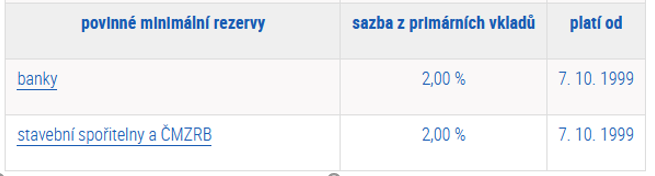 povinné minimální rezervy sazba z primárních vkladů platí od
banky 2,00 % 7. 10. 1999
stavební spořitelny a ČMZRB 2,00 % 7. 10. 1999